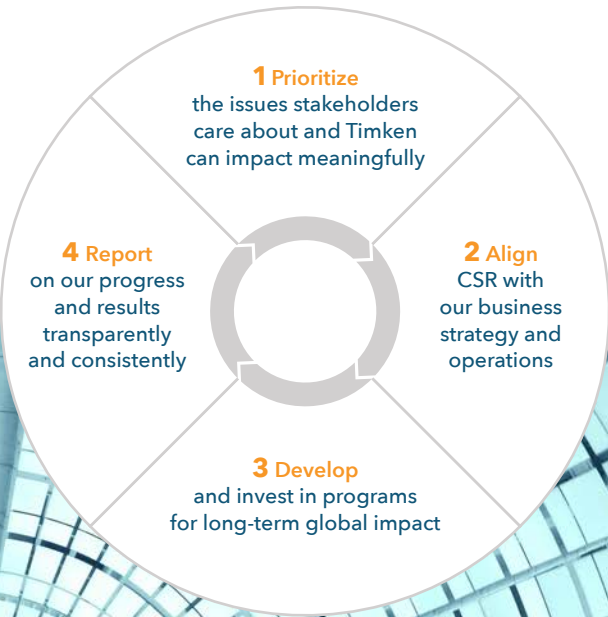 1 Prioritize
the issues stakeholders
care about and Timken
can impact meaningfully
2 Align
CSR with
our business
strategy and
operations
3 Develop
and invest in programs
for long-term global impact
4 Report
on our progress
and results
transparently
and consistently